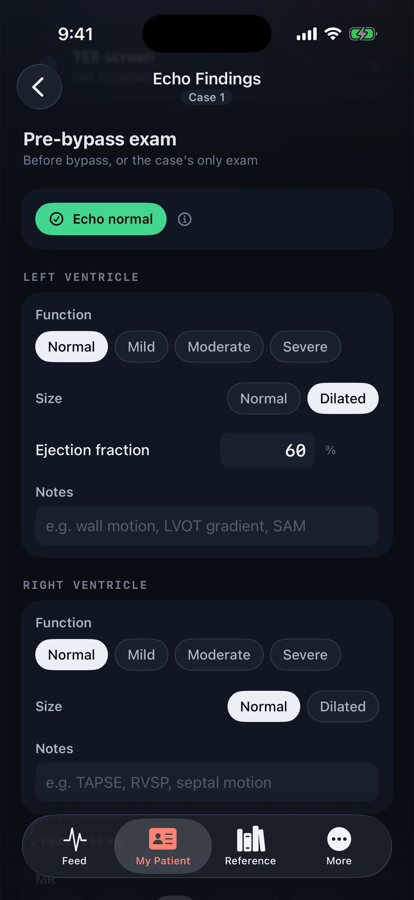 9:41
TEE screen
Echo Findings
Case 1
Pre-bypass exam
Before bypass, or the case's only exam
Echo normal
LEFT VENTRICLE
Function
Normal Mild Moderate Severe
Size Normal Dilated
Ejection fraction 60 %
Notes
e.g. wall motion, LVOT gradient, SAM
RIGHT VENTRICLE
Function
Normal Mild Moderate Severe
Size Normal Dilated
Notes
e.g. TAPSE, RVSP, septal motion
Feed My Patient Reference More
MR